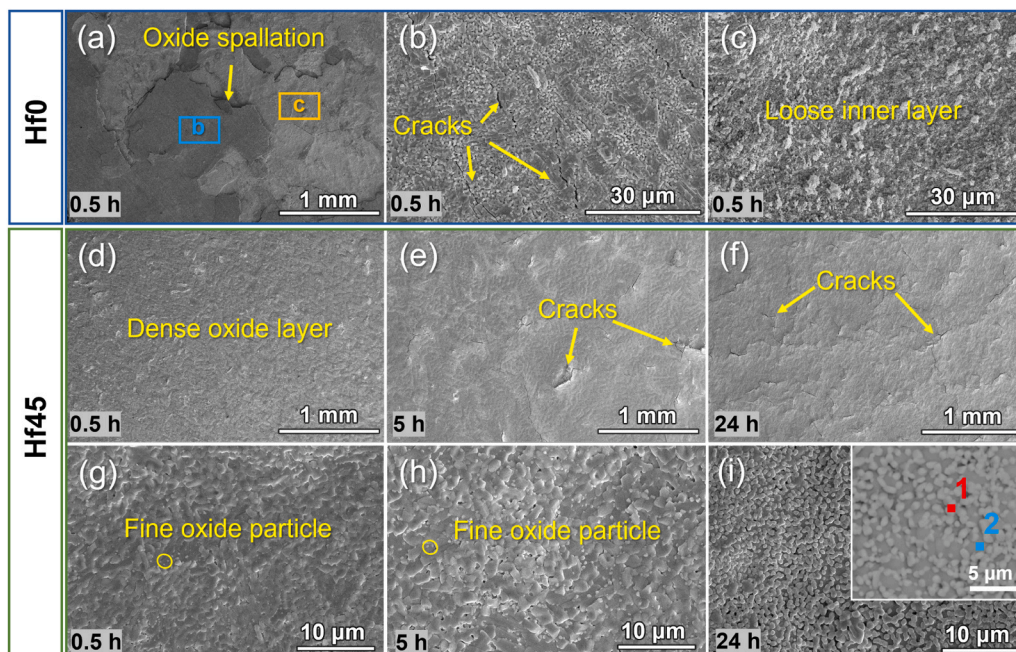 Hf0
(a)
Oxide spallation
b
c
0.5 h
1 mm
(b)
Cracks
0.5 h
30 µm
(c)
Loose inner layer
0.5 h
30 µm
Hf45
(d)
Dense oxide layer
0.5 h
1 mm
(e)
Cracks
5 h
1 mm
(f)
Cracks
24 h
1 mm
(g)
Fine oxide particle
0.5 h
10 µm
(h)
Fine oxide particle
5 h
10 µm
(i)
1
2
5 µm
24 h
10 µm